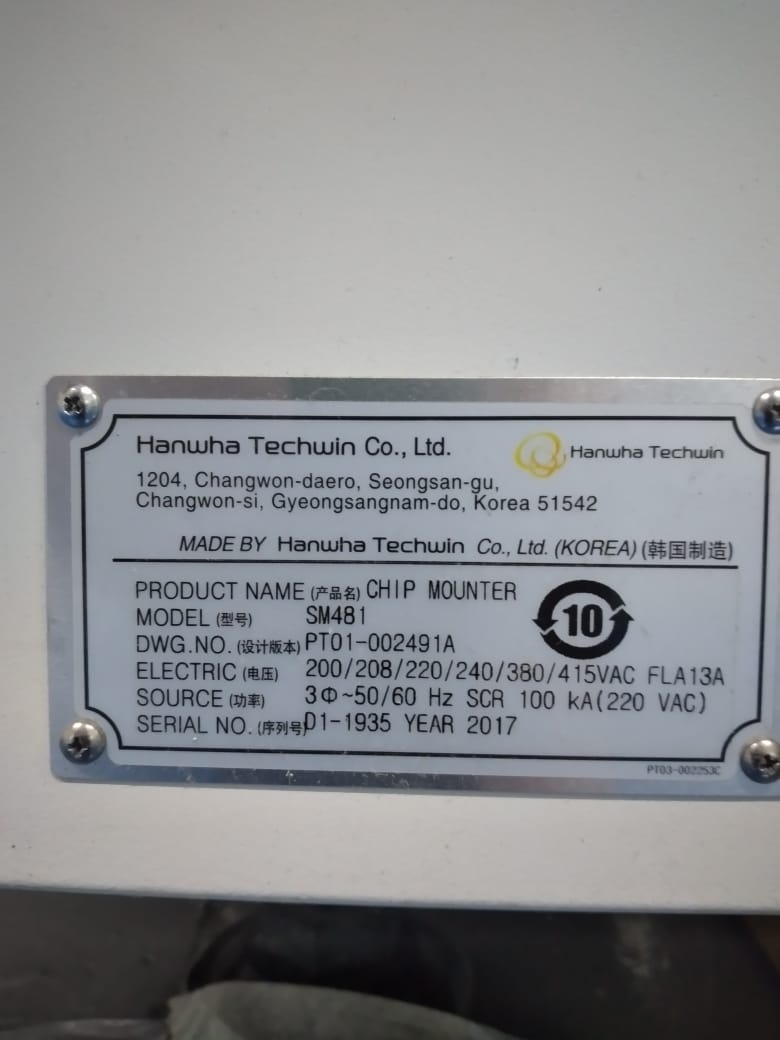 Hanwha Techwin Co., Ltd.
Hanwha Techwin
1204, Changwon-daero, Seongsan-gu,
Changwon-si, Gyeongsangnam-do, Korea 51542
MADE BY Hanwha Techwin Co., Ltd. (KOREA) (韩国制造)
PRODUCT NAME (产品名) CHIP MOUNTER
10
MODEL (型号) SM481
DWG.NO. (设计版本) PT01-002491A
ELECTRIC (电压) 200/208/220/240/380/415VAC FLA13A
SOURCE (功率) 3Φ~50/60 Hz SCR 100 kA(220 VAC)
SERIAL NO. (序列号) D1-1935 YEAR 2017
PT03-002253C